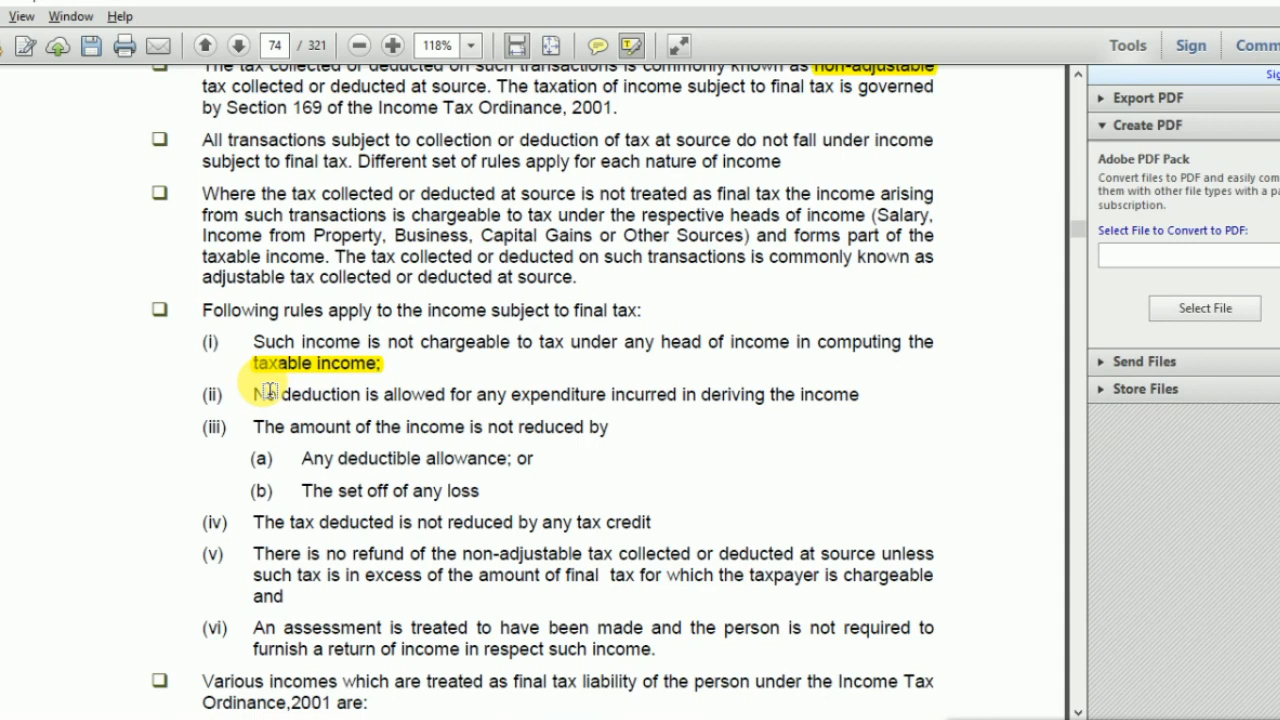 View Window Help
74 / 321 118% Tools Sign Comm
The tax collected or deducted on such transactions is commonly known as non-adjustable
tax collected or deducted at source. The taxation of income subject to final tax is governed
by Section 169 of the Income Tax Ordinance, 2001.
All transactions subject to collection or deduction of tax at source do not fall under income
subject to final tax. Different set of rules apply for each nature of income
Where the tax collected or deducted at source is not treated as final tax the income arising
from such transactions is chargeable to tax under the respective heads of income (Salary,
Income from Property, Business, Capital Gains or Other Sources) and forms part of the
taxable income. The tax collected or deducted on such transactions is commonly known as
adjustable tax collected or deducted at source.
Following rules apply to the income subject to final tax:
(i) Such income is not chargeable to tax under any head of income in computing the
taxable income;
(ii) No deduction is allowed for any expenditure incurred in deriving the income
(iii) The amount of the income is not reduced by
(a) Any deductible allowance; or
(b) The set off of any loss
(iv) The tax deducted is not reduced by any tax credit
(v) There is no refund of the non-adjustable tax collected or deducted at source unless
such tax is in excess of the amount of final tax for which the taxpayer is chargeable
and
(vi) An assessment is treated to have been made and the person is not required to
furnish a return of income in respect such income.
Various incomes which are treated as final tax liability of the person under the Income Tax
Ordinance,2001 are:
Sig
Export PDF
Create PDF
Adobe PDF Pack
Convert files to PDF and easily com
them with other file types with a pa
subscription.
Select File to Convert to PDF:
Select File
Send Files
Store Files